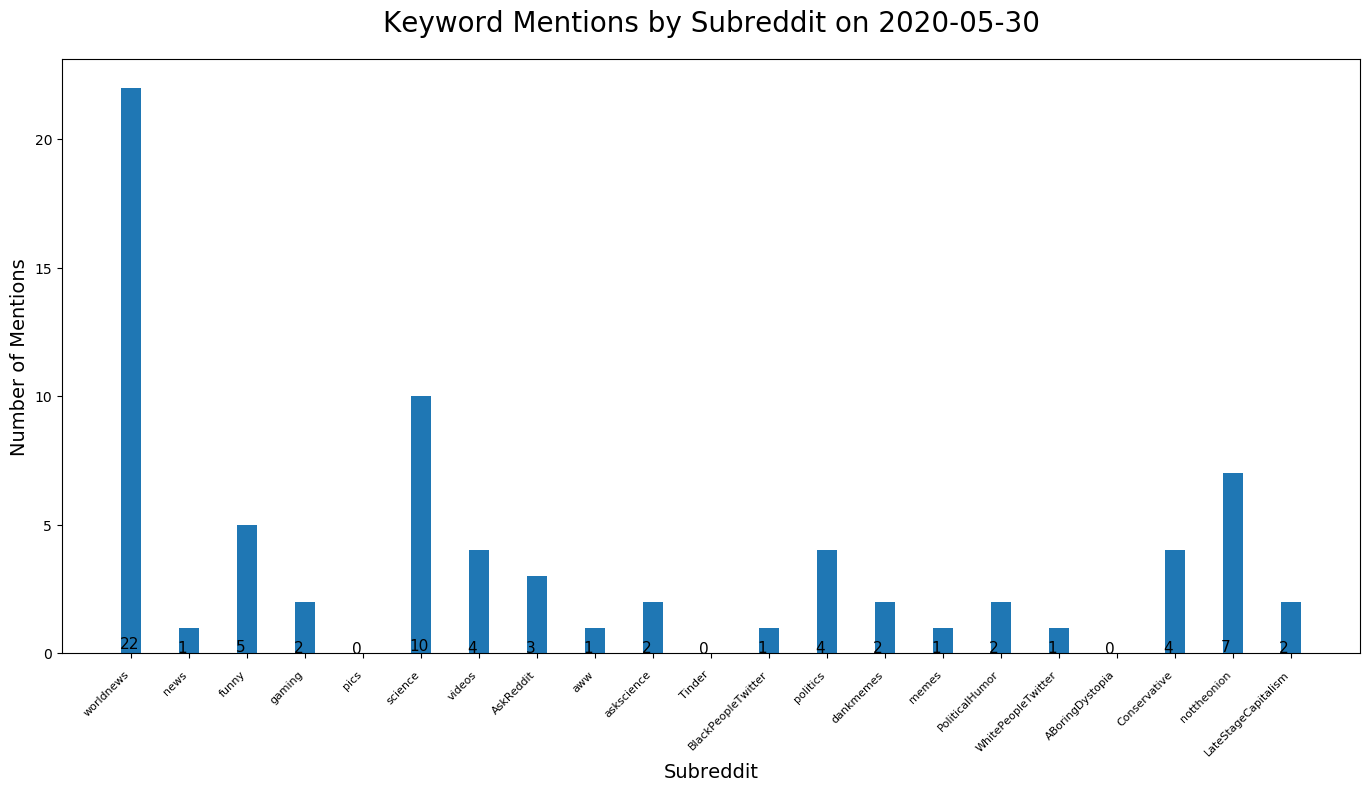 Keyword Mentions by Subreddit on 2020-05-30
Number of Mentions
20
15
10
5
0
22 1 5 2 0 10 4 3 1 2 0 1 4 2 1 2 1 0 4 7 2
worldnews news funny gaming pics science videos AskReddit aww askscience Tinder BlackPeopleTwitter politics dankmemes memes PoliticalHumor WhitePeopleTwitter ABoringDystopia Conservative nottheonion LateStageCapitalism
Subreddit